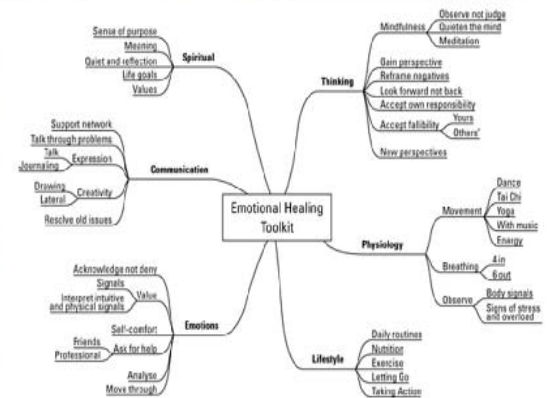 Emotional Healing
Toolkit
Spiritual
Sense of purpose
Meaning
Quiet and reflection
Life goals
Values
Communication
Support network
Talk through problems
Expression
Talk
Journaling
Creativity
Drawing
Lateral
Resolve old issues
Emotions
Acknowledge not deny
Value
Signals
Interpret intuitive
and physical signals
Self-comfort
Ask for help
Friends
Professional
Analyse
Move through
Thinking
Mindfulness
Observe not judge
Quieten the mind
Meditation
Gain perspective
Reframe negatives
Look forward not back
Accept own responsibility
Accept fallibility
Yours
Others'
New perspectives
Physiology
Movement
Dance
Tai Chi
Yoga
With music
Energy
Breathing
4 in
6 out
Observe
Body signals
Signs of stress
and overload
Lifestyle
Daily routines
Nutrition
Exercise
Letting Go
Taking Action